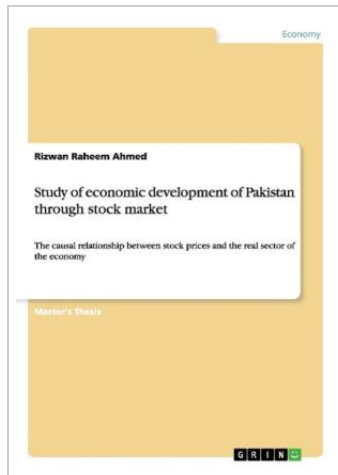 Economy
Rizwan Raheem Ahmed
Study of economic development of Pakistan
through stock market
The causal relationship between stock prices and the real sector of
the economy
Master's Thesis
GRIN